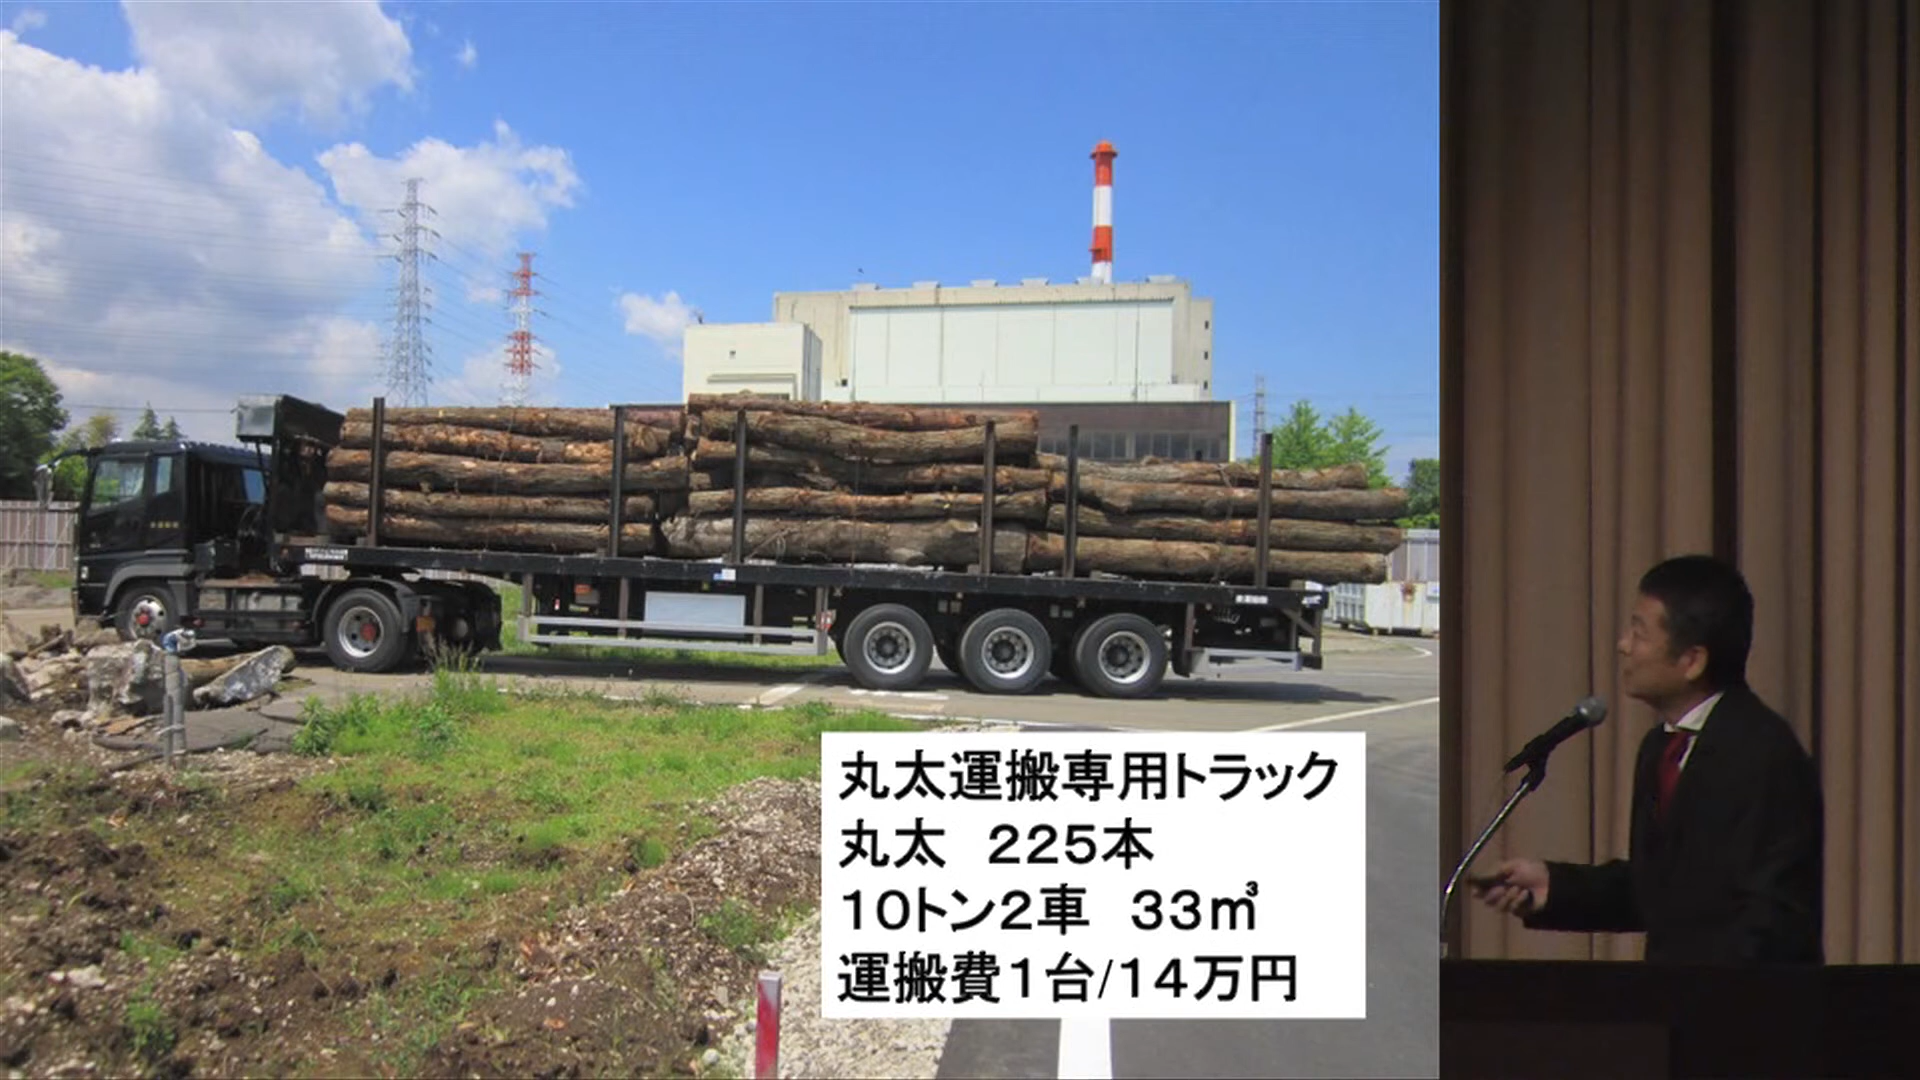 丸太運搬専用トラック
丸太　２２５本
１０トン２車　３３㎥
運搬費１台/１４万円